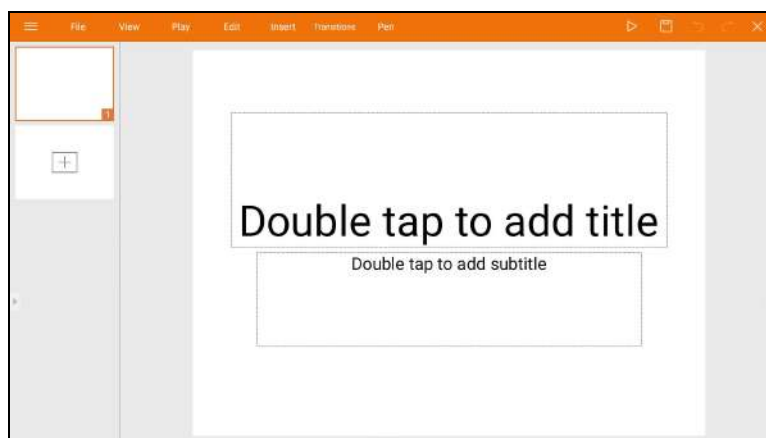 File View Play Edit Insert Transitions Pen
1
Double tap to add title
Double tap to add subtitle